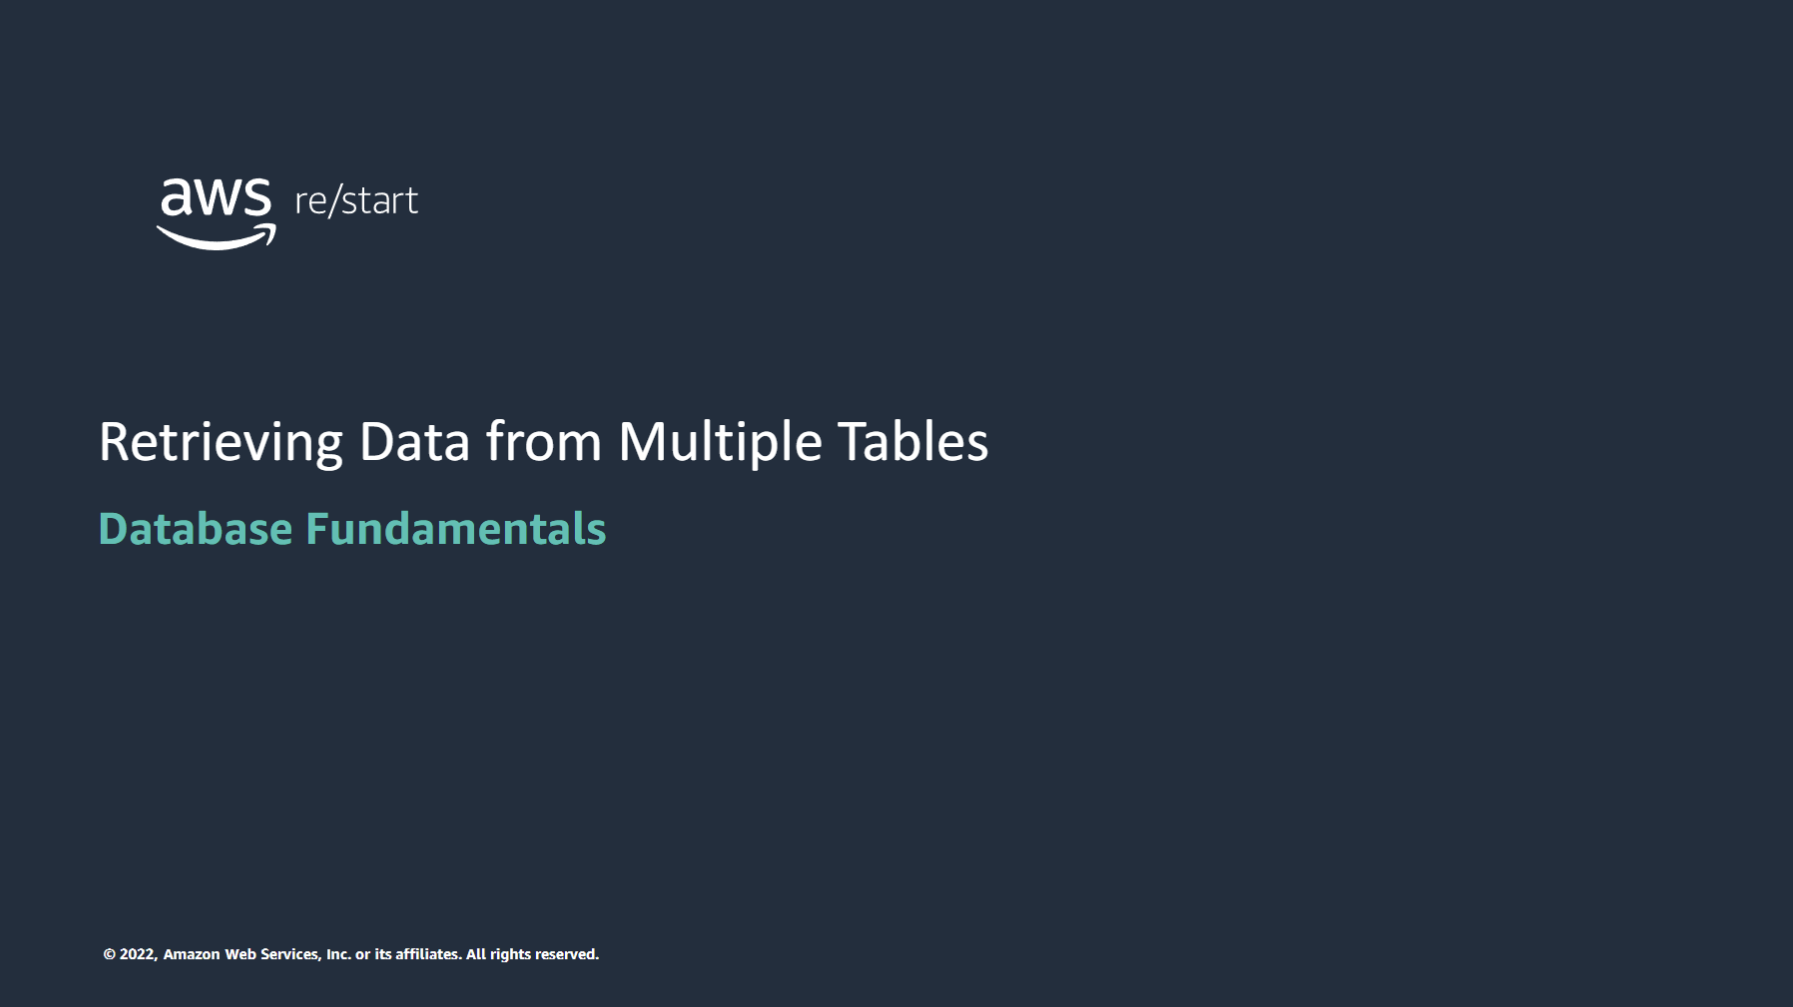 aws re/start
Retrieving Data from Multiple Tables
Database Fundamentals
© 2022, Amazon Web Services, Inc. or its affiliates. All rights reserved.